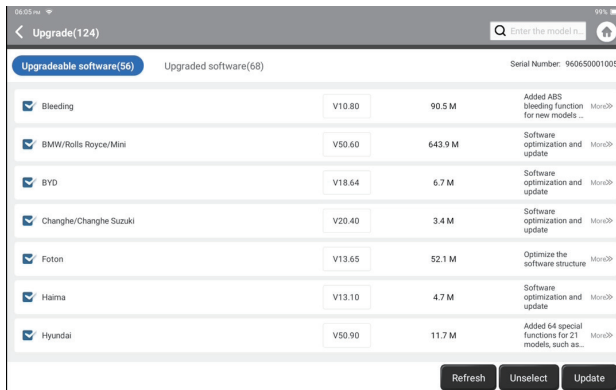 06:05 PM 99%
Upgrade(124) Enter the model n...
Upgradeable software(56) Upgraded software(68) Serial Number: 960650001005
Bleeding V10.80 90.5 M Added ABS
bleeding function More>>
for new models ...
BMW/Rolls Royce/Mini V50.60 643.9 M Software
optimization and More>>
update
BYD V18.64 6.7 M Software
optimization and More>>
update
Changhe/Changhe Suzuki V20.40 3.4 M Software
optimization and More>>
update
Foton V13.65 52.1 M Optimize the
software structure More>>
Haima V13.10 4.7 M Software
optimization and More>>
update
Hyundai V50.90 11.7 M Added 64 special
functions for 21 More>>
models, such as...
Refresh Unselect Update